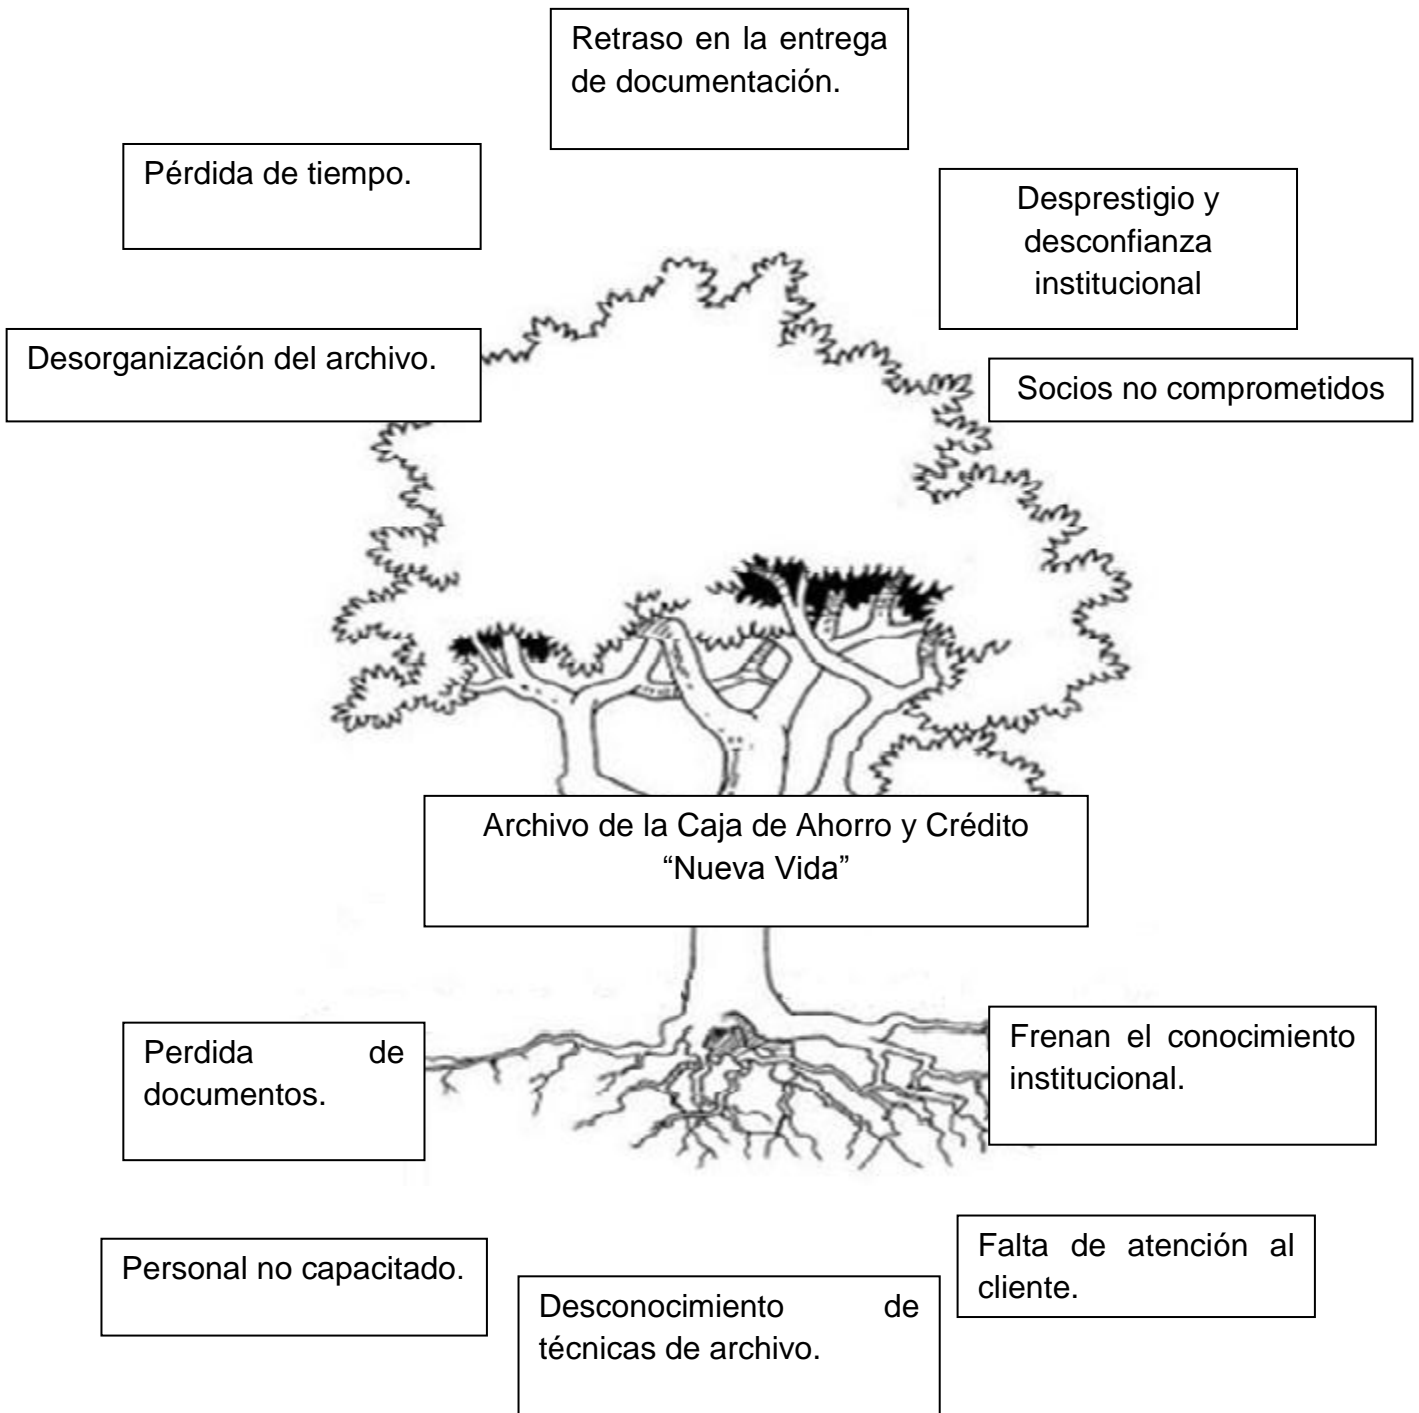 Retraso en la entrega
de documentación.
Pérdida de tiempo.
Desprestigio y
desconfianza
institucional
Desorganización del archivo.
Socios no comprometidos
Archivo de la Caja de Ahorro y Crédito
“Nueva Vida”
Perdida de
documentos.
Frenan el conocimiento
institucional.
Personal no capacitado.
Falta de atención al
cliente.
Desconocimiento de
técnicas de archivo.